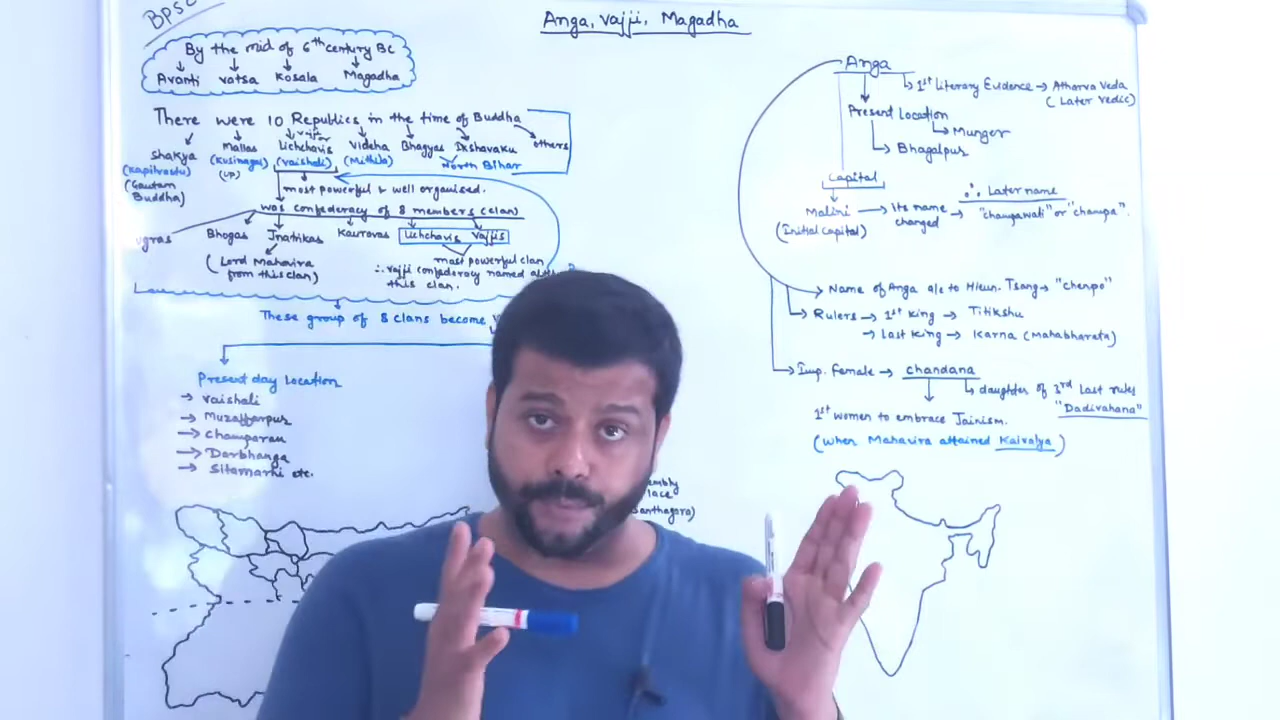 BPSC
Anga, Vajji, Magadha
By the mid of 6th century BC
Avanti vatsa Kosala Magadha
There were 10 Republics in the time of Buddha
Shakya Mallas Lichchavis Videha Bhagyas Ikshavaku others
(Kapilvastu) (Kusinagar) (Vaishali) (Mithila) North Bihar
(Gautam (UP)
Buddha)
most powerful & well organised.
was confederacy of 8 members (clan)
ugras Bhogas Jnatrikas Kauravas Lichchavis Vajjis
(Lord Mahavira
from this clan)
most powerful clan
∴ vajji confederacy named
this clan.
These group of 8 clans become
Present day Location
→ Vaishali
→ Muzaffarpur
→ Champaran
→ Darbhanga
→ Sitamarhi etc.
Anga
1st Literary Evidence → Atharva Veda
(Later Vedic)
Present Location
Munger
Bhagalpur
Capital
Malini → Its name changed → ∴ Later name
"changawati" or "champa".
(Initial Capital)
Name of Anga a/c to Hieun. Tsang → "chenpo"
Rulers → 1st King → Titikshu
→ Last King → Karna (Mahabharata)
Imp. female → chandana
daughter of 3rd last ruler
"Dadivahana"
1st women to embrace Jainism.
(when Mahavira attained Kaivalya)